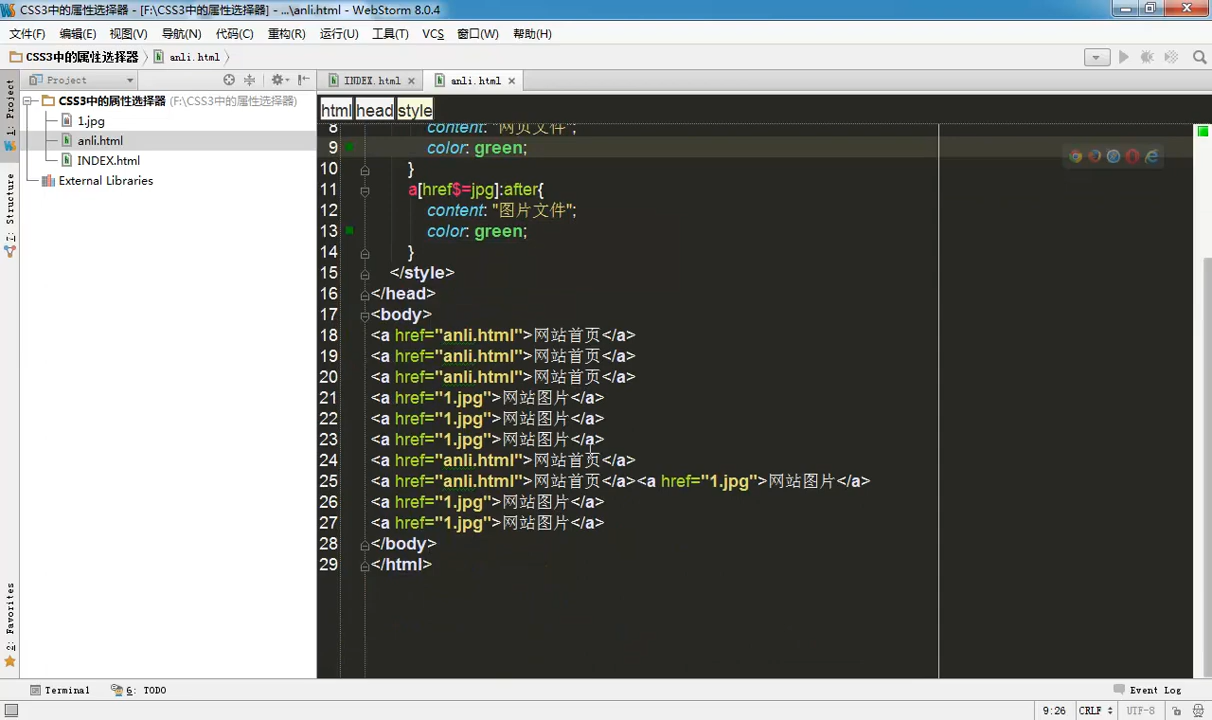 CSS3中的属性选择器 - [F:\CSS3中的属性选择器] - ...\anli.html - WebStorm 8.0.4
文件(F) 编辑(E) 视图(V) 导航(N) 代码(C) 重构(R) 运行(U) 工具(T) VCS 窗口(W) 帮助(H)
CSS3中的属性选择器 anli.html
1: Project
Structure
2: Favorites
Project
CSS3中的属性选择器 (F:\CSS3中的属性选择器)
1.jpg
anli.html
INDEX.html
External Libraries
INDEX.html anli.html
html head style
8 content: "网页文件";
9 color: green;
10 }
11 a[href$=jpg]:after{
12 content: "图片文件";
13 color: green;
14 }
15 </style>
16 </head>
17 <body>
18 <a href="anli.html">网站首页</a>
19 <a href="anli.html">网站首页</a>
20 <a href="anli.html">网站首页</a>
21 <a href="1.jpg">网站图片</a>
22 <a href="1.jpg">网站图片</a>
23 <a href="1.jpg">网站图片</a>
24 <a href="anli.html">网站首页</a>
25 <a href="anli.html">网站首页</a><a href="1.jpg">网站图片</a>
26 <a href="1.jpg">网站图片</a>
27 <a href="1.jpg">网站图片</a>
28 </body>
29 </html>
Terminal 6: TODO Event Log
9:26 CRLF UTF-8